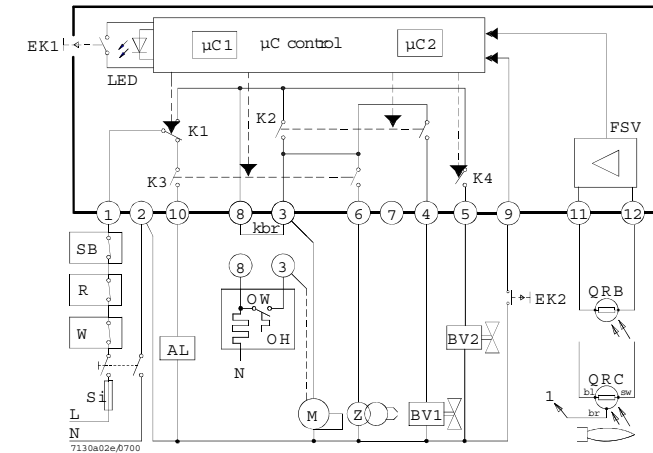 EK1
LED
µC1
µC control
µC2
FSV
K1
K2
K3
K4
1
2
10
8
3
6
7
4
5
9
11
12
kbr
SB
R
W
Si
L
N
7130a02e/0700
AL
8
3
OW
OH
N
M
Z
BV1
BV2
EK2
QRB
QRC
bl
sw
br
1